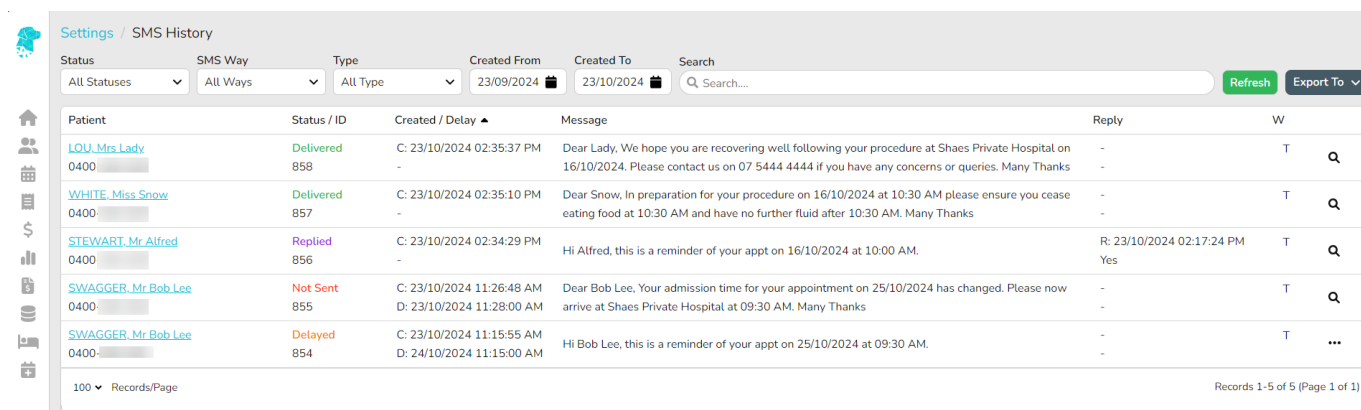 Settings / SMS History
Status SMS Way Type Created From Created To Search
All Statuses All Ways All Type 23/09/2024 23/10/2024 Search.... Refresh Export To
Patient Status / ID Created / Delay Message Reply W
LOU, Mrs Lady Delivered C: 23/10/2024 02:35:37 PM Dear Lady, We hope you are recovering well following your procedure at Shaes Private Hospital on - T
0400 858 - 16/10/2024. Please contact us on 07 5444 4444 if you have any concerns or queries. Many Thanks -
WHITE, Miss Snow Delivered C: 23/10/2024 02:35:10 PM Dear Snow, In preparation for your procedure on 16/10/2024 at 10:30 AM please ensure you cease - T
0400- 857 - eating food at 10:30 AM and have no further fluid after 10:30 AM. Many Thanks -
STEWART, Mr Alfred Replied C: 23/10/2024 02:34:29 PM Hi Alfred, this is a reminder of your appt on 16/10/2024 at 10:00 AM. R: 23/10/2024 02:17:24 PM T
0400 856 - Yes
SWAGGER, Mr Bob Lee Not Sent C: 23/10/2024 11:26:48 AM Dear Bob Lee, Your admission time for your appointment on 25/10/2024 has changed. Please now - T
0400- 855 D: 23/10/2024 11:28:00 AM arrive at Shaes Private Hospital at 09:30 AM. Many Thanks -
SWAGGER, Mr Bob Lee Delayed C: 23/10/2024 11:15:55 AM Hi Bob Lee, this is a reminder of your appt on 25/10/2024 at 09:30 AM. - T
0400- 854 D: 24/10/2024 11:15:00 AM -
100 Records/Page Records 1-5 of 5 (Page 1 of 1)